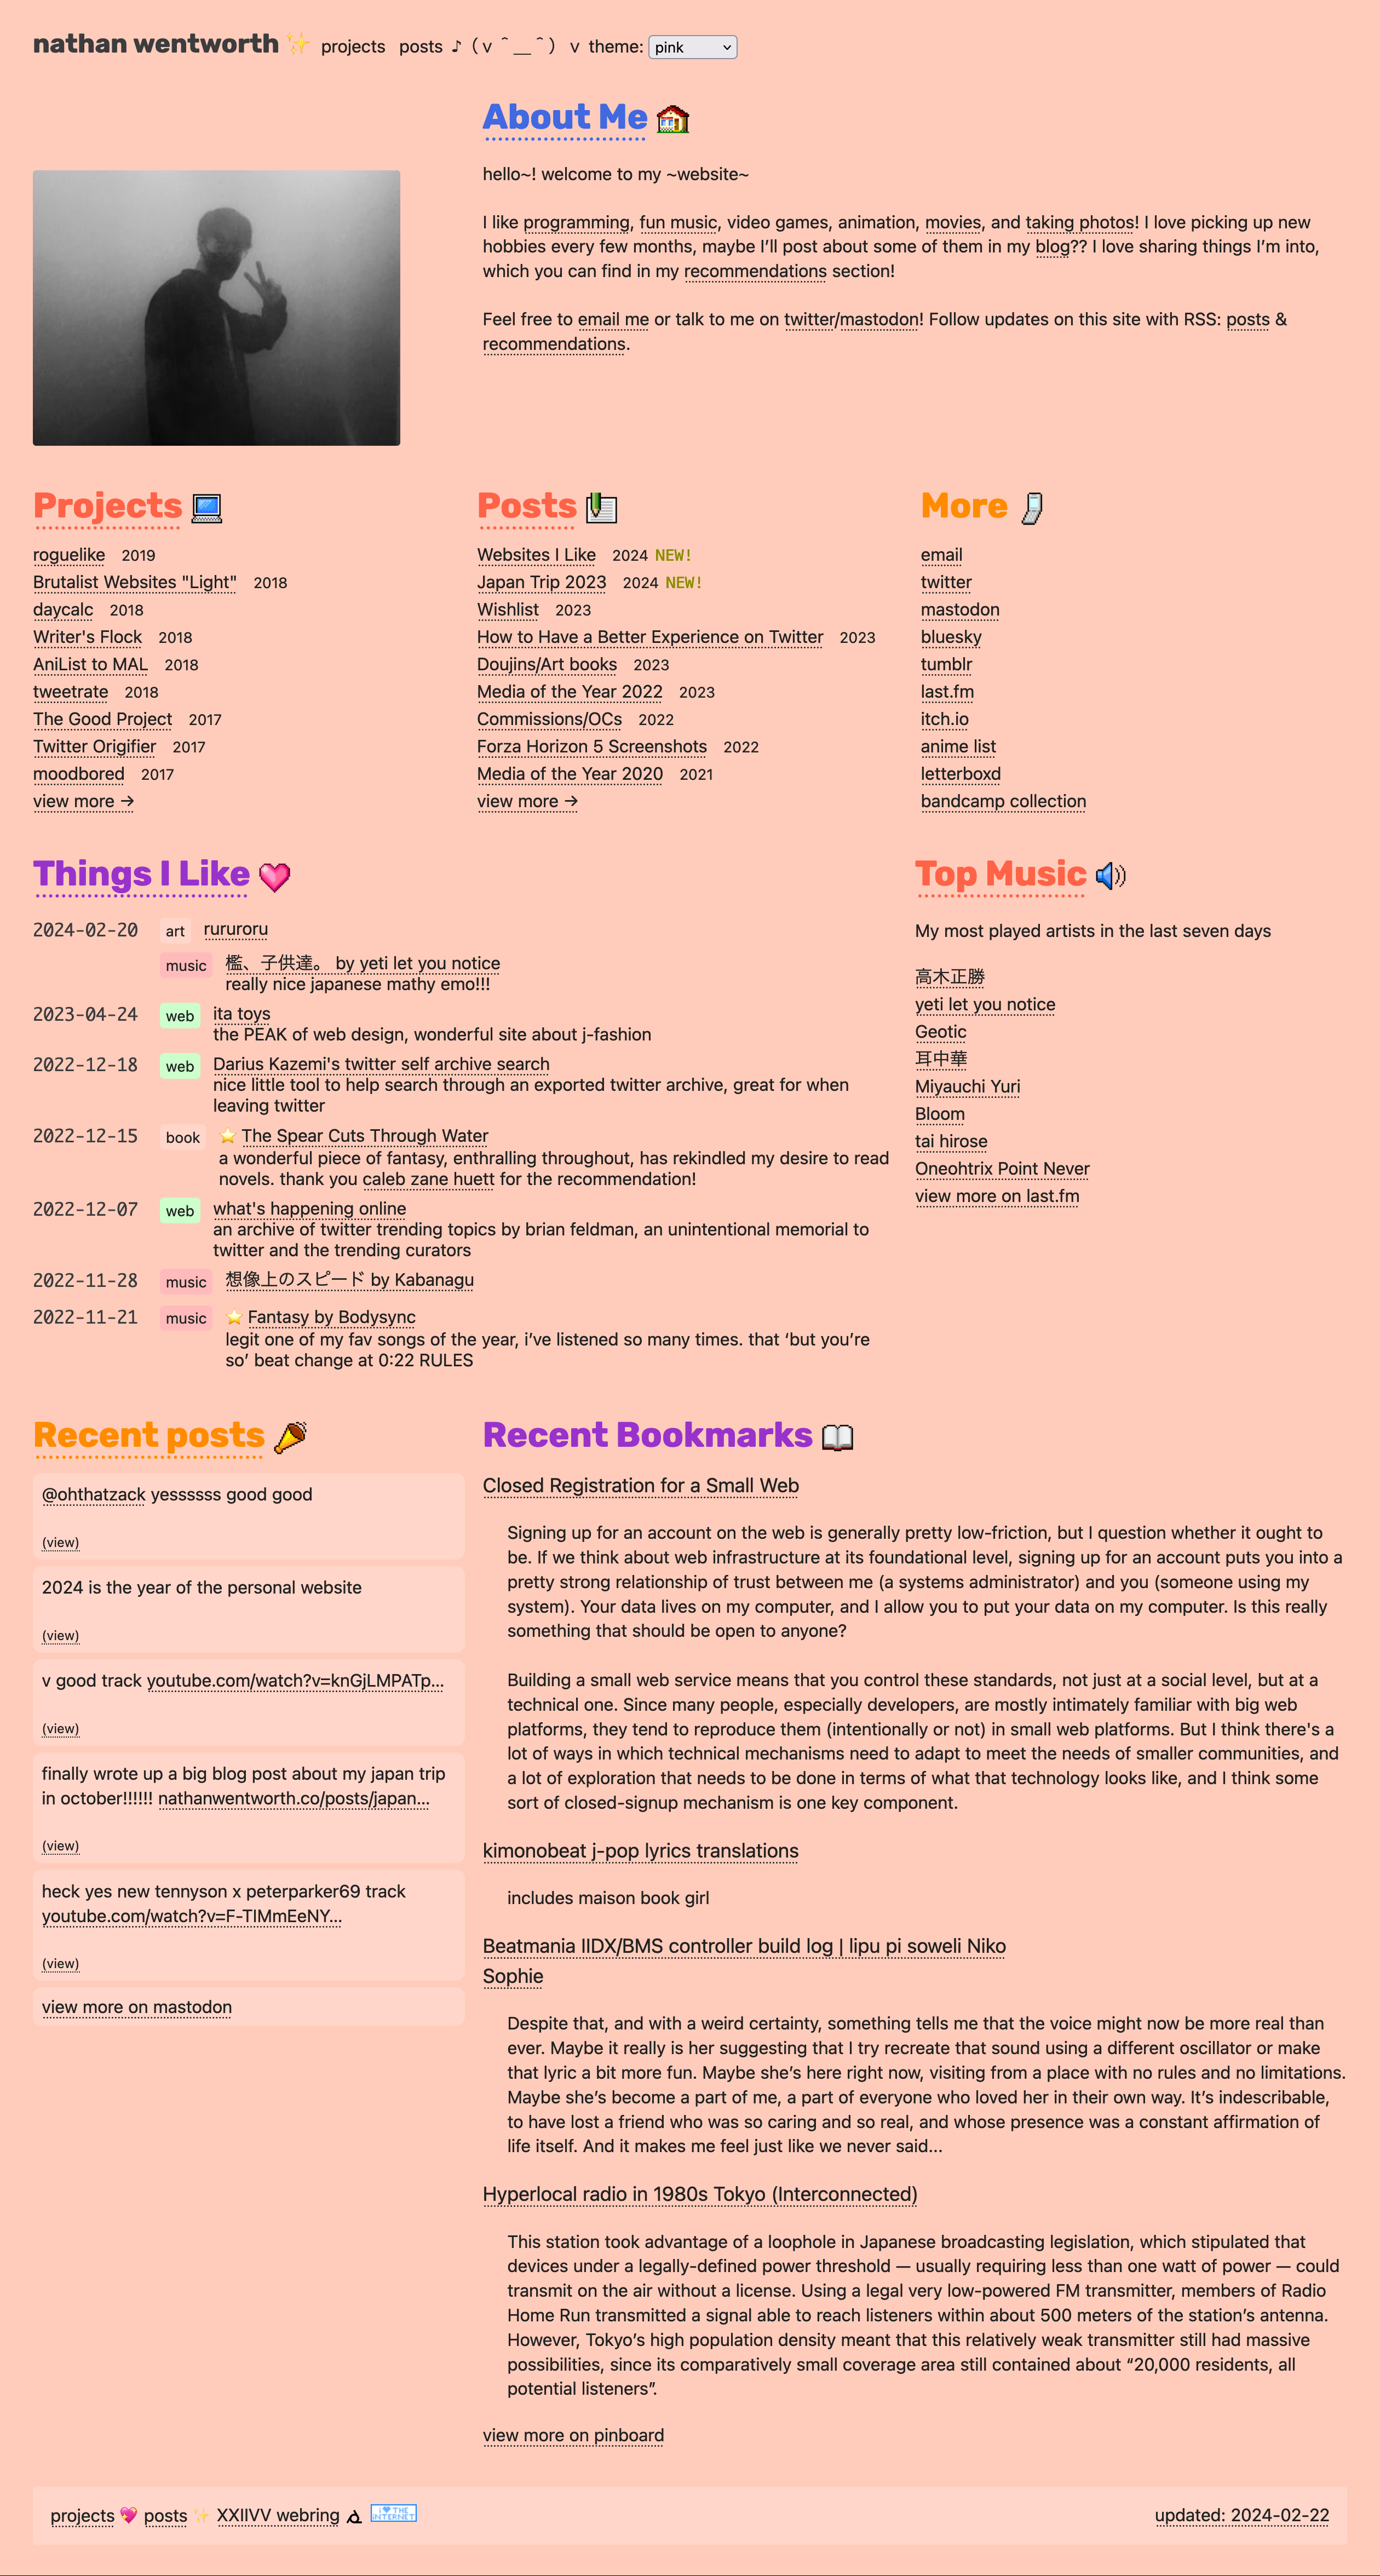 nathan wentworth ✨ projects posts ♪ ( v ＾＿＾) v theme: pink
About Me
hello~! welcome to my ~website~
I like programming, fun music, video games, animation, movies, and taking photos! I love picking up new
hobbies every few months, maybe I’ll post about some of them in my blog?? I love sharing things I’m into,
which you can find in my recommendations section!
Feel free to email me or talk to me on twitter/mastodon! Follow updates on this site with RSS: posts &
recommendations.
Projects
roguelike 2019
Brutalist Websites "Light" 2018
daycalc 2018
Writer's Flock 2018
AniList to MAL 2018
tweetrate 2018
The Good Project 2017
Twitter Origifier 2017
moodbored 2017
view more →
Posts
Websites I Like 2024 NEW!
Japan Trip 2023 2024 NEW!
Wishlist 2023
How to Have a Better Experience on Twitter 2023
Doujins/Art books 2023
Media of the Year 2022 2023
Commissions/OCs 2022
Forza Horizon 5 Screenshots 2022
Media of the Year 2020 2021
view more →
More
email
twitter
mastodon
bluesky
tumblr
last.fm
itch.io
anime list
letterboxd
bandcamp collection
Things I Like
2024-02-20 art rururoru
music 檻、子供達。 by yeti let you notice
really nice japanese mathy emo!!!
2023-04-24 web ita toys
the PEAK of web design, wonderful site about j-fashion
2022-12-18 web Darius Kazemi's twitter self archive search
nice little tool to help search through an exported twitter archive, great for when
leaving twitter
2022-12-15 book ⭐ The Spear Cuts Through Water
a wonderful piece of fantasy, enthralling throughout, has rekindled my desire to read
novels. thank you caleb zane huett for the recommendation!
2022-12-07 web what's happening online
an archive of twitter trending topics by brian feldman, an unintentional memorial to
twitter and the trending curators
2022-11-28 music 想像上のスピード by Kabanagu
2022-11-21 music ⭐ Fantasy by Bodysync
legit one of my fav songs of the year, i’ve listened so many times. that ‘but you’re
so’ beat change at 0:22 RULES
Top Music
My most played artists in the last seven days
高木正勝
yeti let you notice
Geotic
耳中華
Miyauchi Yuri
Bloom
tai hirose
Oneohtrix Point Never
view more on last.fm
Recent posts
@ohthatzack yessssss good good
(view)
2024 is the year of the personal website
(view)
v good track youtube.com/watch?v=knGjLMPATp...
(view)
finally wrote up a big blog post about my japan trip
in october!!!!!! nathanwentworth.co/posts/japan...
(view)
heck yes new tennyson x peterparker69 track
youtube.com/watch?v=F-TlMmEeNY...
(view)
view more on mastodon
Recent Bookmarks
Closed Registration for a Small Web
Signing up for an account on the web is generally pretty low-friction, but I question whether it ought to
be. If we think about web infrastructure at its foundational level, signing up for an account puts you into a
pretty strong relationship of trust between me (a systems administrator) and you (someone using my
system). Your data lives on my computer, and I allow you to put your data on my computer. Is this really
something that should be open to anyone?
Building a small web service means that you control these standards, not just at a social level, but at a
technical one. Since many people, especially developers, are mostly intimately familiar with big web
platforms, they tend to reproduce them (intentionally or not) in small web platforms. But I think there's a
lot of ways in which technical mechanisms need to adapt to meet the needs of smaller communities, and
a lot of exploration that needs to be done in terms of what that technology looks like, and I think some
sort of closed-signup mechanism is one key component.
kimonobeat j-pop lyrics translations
includes maison book girl
Beatmania IIDX/BMS controller build log | lipu pi soweli Niko
Sophie
Despite that, and with a weird certainty, something tells me that the voice might now be more real than
ever. Maybe it really is her suggesting that I try recreate that sound using a different oscillator or make
that lyric a bit more fun. Maybe she’s here right now, visiting from a place with no rules and no limitations.
Maybe she’s become a part of me, a part of everyone who loved her in their own way. It’s indescribable,
to have lost a friend who was so caring and so real, and whose presence was a constant affirmation of
life itself. And it makes me feel just like we never said…
Hyperlocal radio in 1980s Tokyo (Interconnected)
This station took advantage of a loophole in Japanese broadcasting legislation, which stipulated that
devices under a legally-defined power threshold — usually requiring less than one watt of power — could
transmit on the air without a license. Using a legal very low-powered FM transmitter, members of Radio
Home Run transmitted a signal able to reach listeners within about 500 meters of the station’s antenna.
However, Tokyo’s high population density meant that this relatively weak transmitter still had massive
possibilities, since its comparatively small coverage area still contained about “20,000 residents, all
potential listeners”.
view more on pinboard
projects 💖 posts ✨ XXIIVV webring i ♥ THE
INTERNET
updated: 2024-02-22